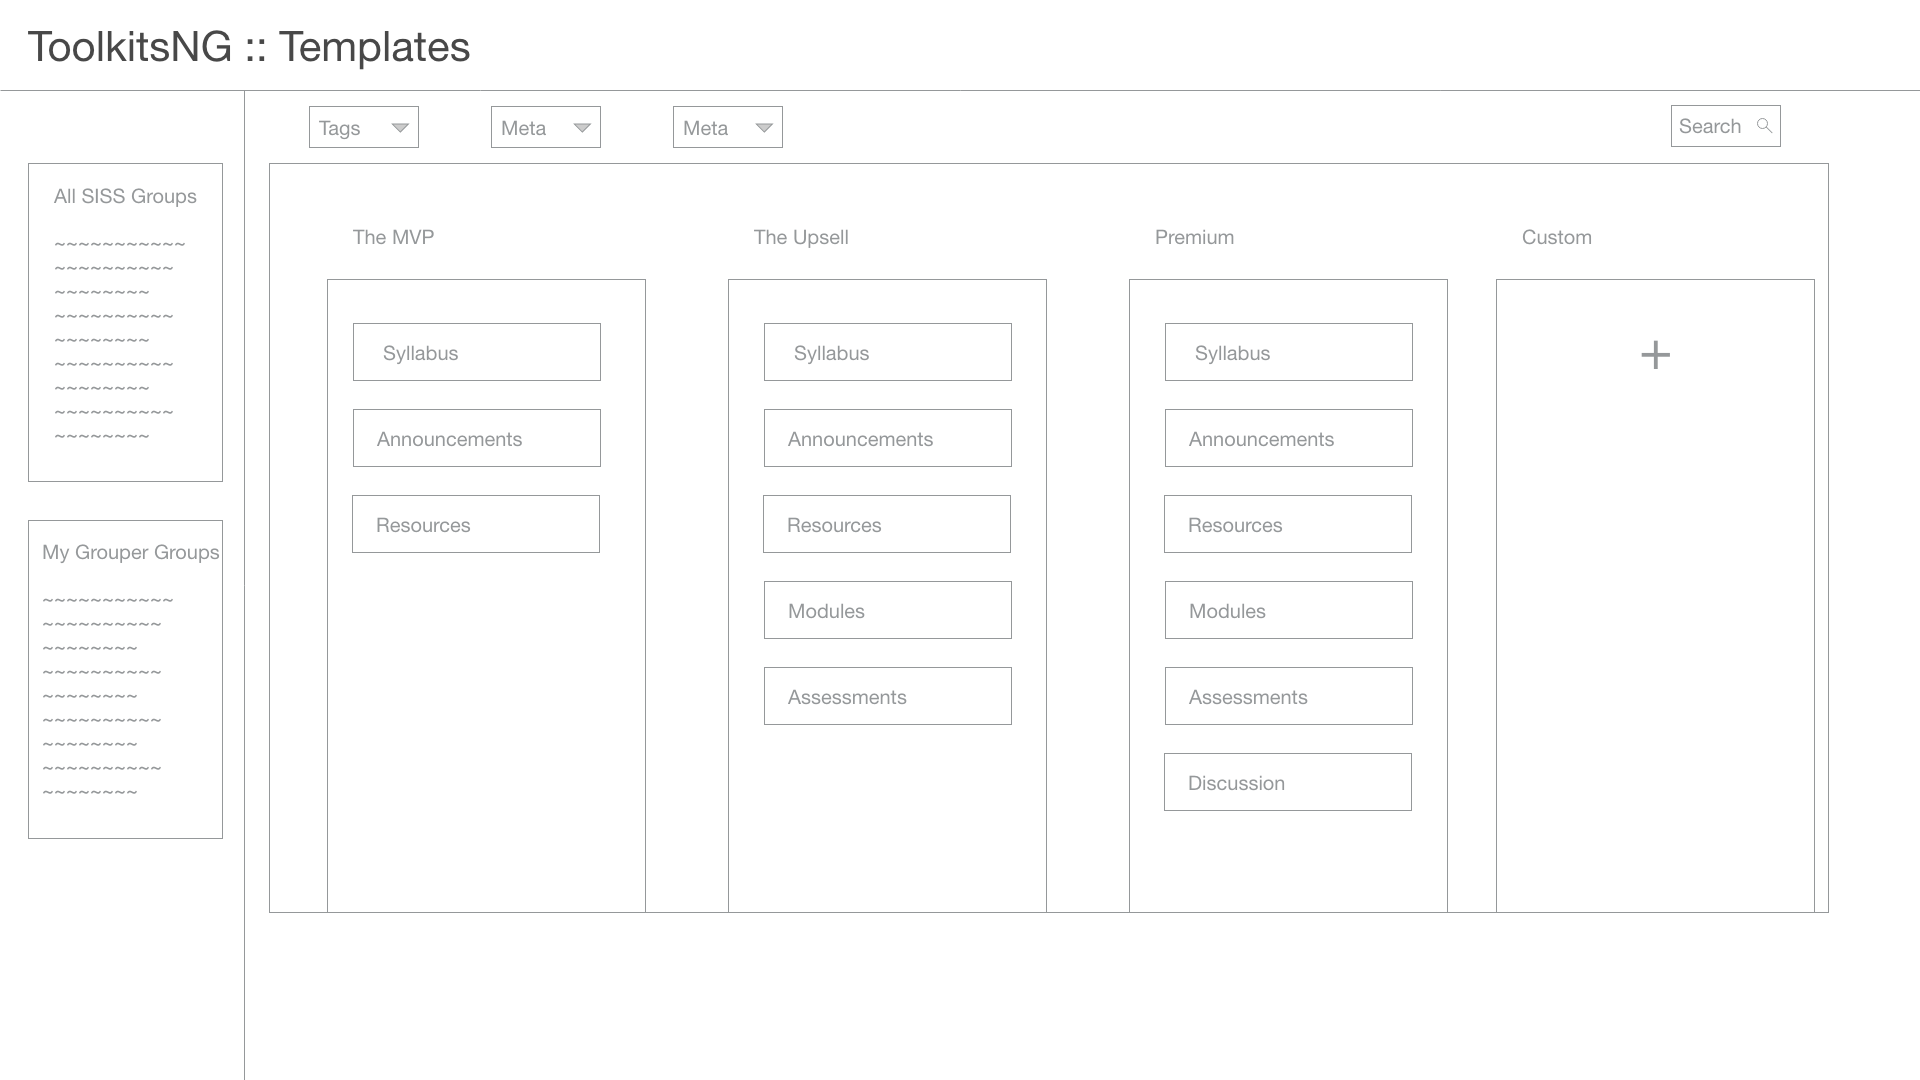 ToolkitsNG :: Templates
Tags
Meta
Meta
Search
All SISS Groups
~~~~~~~~~~~
~~~~~~~~~~
~~~~~~~~
~~~~~~~~~~
~~~~~~~~
~~~~~~~~~~
~~~~~~~~
~~~~~~~~~~
~~~~~~~~
My Grouper Groups
~~~~~~~~~~~
~~~~~~~~~~
~~~~~~~~
~~~~~~~~~~
~~~~~~~~
~~~~~~~~~~
~~~~~~~~
~~~~~~~~~~
~~~~~~~~
The MVP
Syllabus
Announcements
Resources
The Upsell
Syllabus
Announcements
Resources
Modules
Assessments
Premium
Syllabus
Announcements
Resources
Modules
Assessments
Discussion
Custom
+